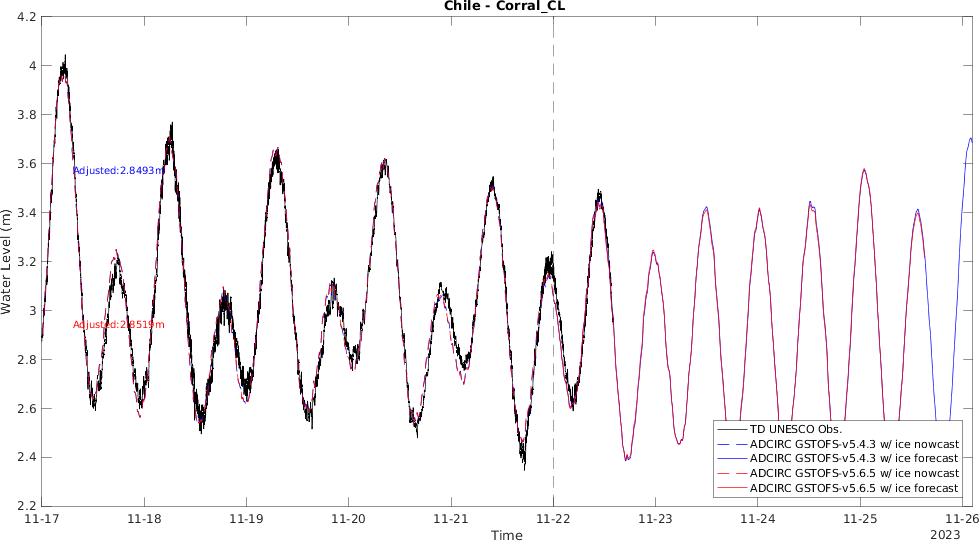 Chile - Corral_CL
4.2
4
3.8
3.6
3.4
3.2
3
2.8
2.6
2.4
2.2
Water Level (m)
Adjusted:2.8493m
Adjusted:2.8519m
TD UNESCO Obs.
ADCIRC GSTOFS-v5.4.3 w/ ice nowcast
ADCIRC GSTOFS-v5.4.3 w/ ice forecast
ADCIRC GSTOFS-v5.6.5 w/ ice nowcast
ADCIRC GSTOFS-v5.6.5 w/ ice forecast
11-17 11-18 11-19 11-20 11-21 11-22 11-23 11-24 11-25 11-26
Time
2023